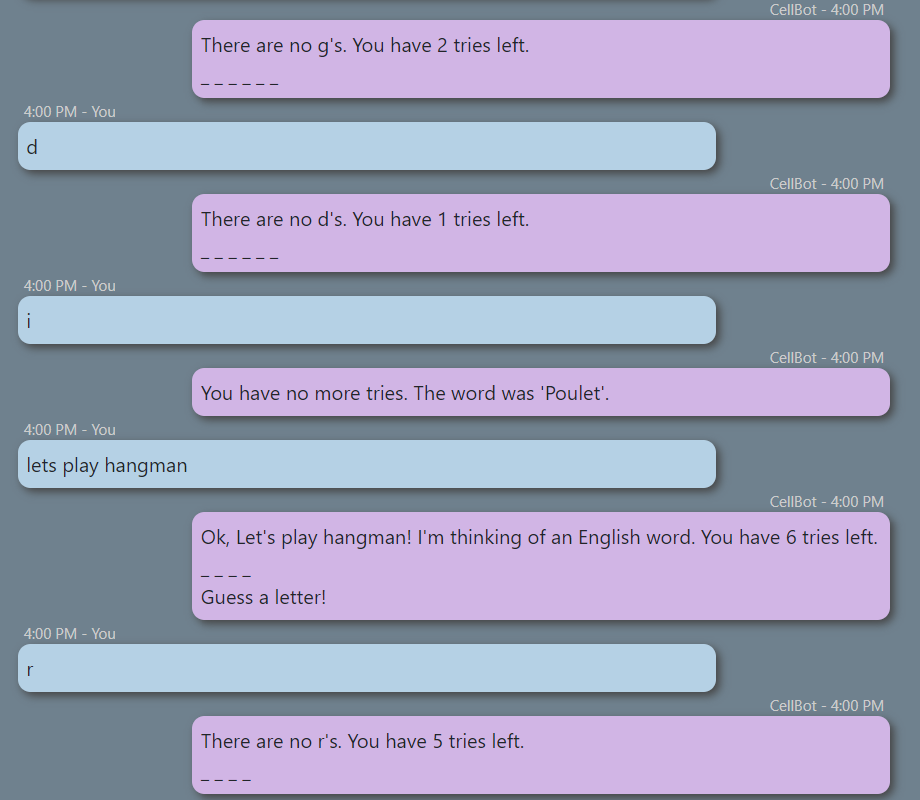 CellBot - 4:00 PM
There are no g's. You have 2 tries left.
_ _ _ _ _ _
4:00 PM - You
d
CellBot - 4:00 PM
There are no d's. You have 1 tries left.
_ _ _ _ _ _
4:00 PM - You
i
CellBot - 4:00 PM
You have no more tries. The word was 'Poulet'.
4:00 PM - You
lets play hangman
CellBot - 4:00 PM
Ok, Let's play hangman! I'm thinking of an English word. You have 6 tries left.
_ _ _ _
Guess a letter!
4:00 PM - You
r
CellBot - 4:00 PM
There are no r's. You have 5 tries left.
_ _ _ _